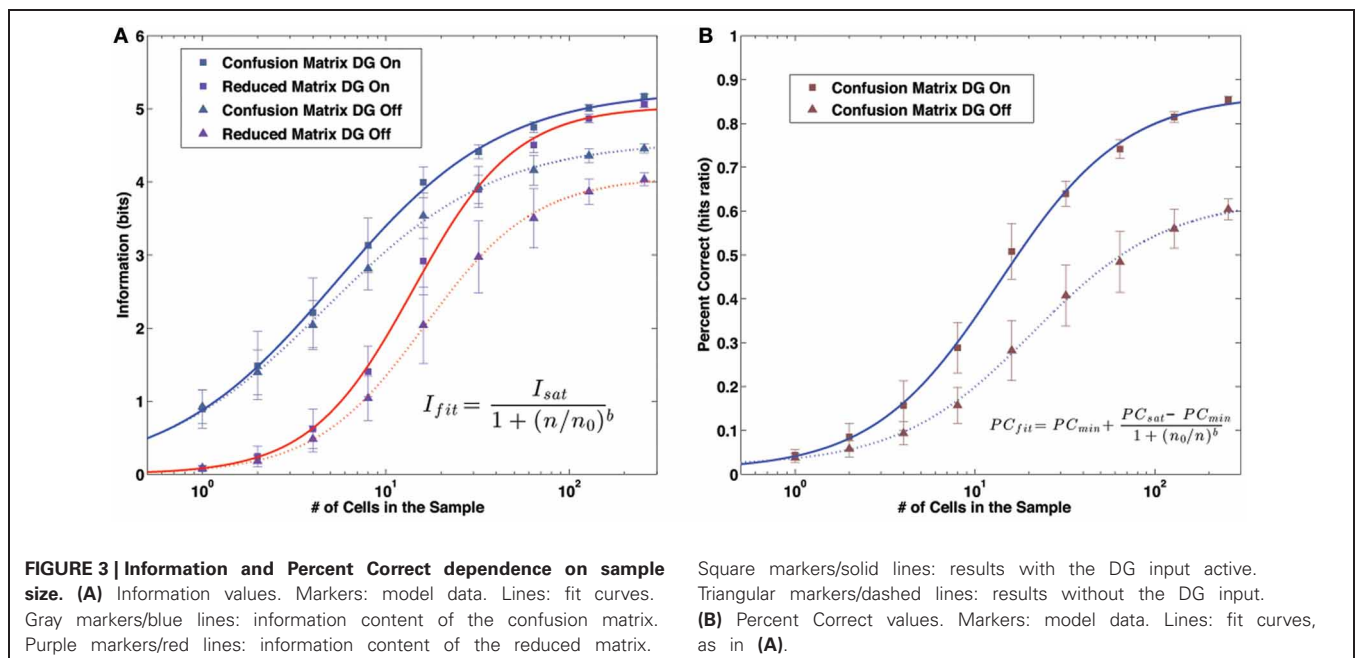 A
6
5
4
3
2
1
0
Information (bits)
Confusion Matrix DG On
Reduced Matrix DG On
Confusion Matrix DG Off
Reduced Matrix DG Off
I_fit = I_sat / 1 + (n/n_0)^b
10^0 10^1 10^2
# of Cells in the Sample
B
1
0.9
0.8
0.7
0.6
0.5
0.4
0.3
0.2
0.1
0
Percent Correct (hits ratio)
Confusion Matrix DG On
Confusion Matrix DG Off
PC_fit = PC_min + PC_sat − PC_min / 1 + (n_0/n)^b
10^0 10^1 10^2
# of Cells in the Sample
FIGURE 3 | Information and Percent Correct dependence on sample
size. (A) Information values. Markers: model data. Lines: fit curves.
Gray markers/blue lines: information content of the confusion matrix.
Purple markers/red lines: information content of the reduced matrix.
Square markers/solid lines: results with the DG input active.
Triangular markers/dashed lines: results without the DG input.
(B) Percent Correct values. Markers: model data. Lines: fit curves,
as in (A).